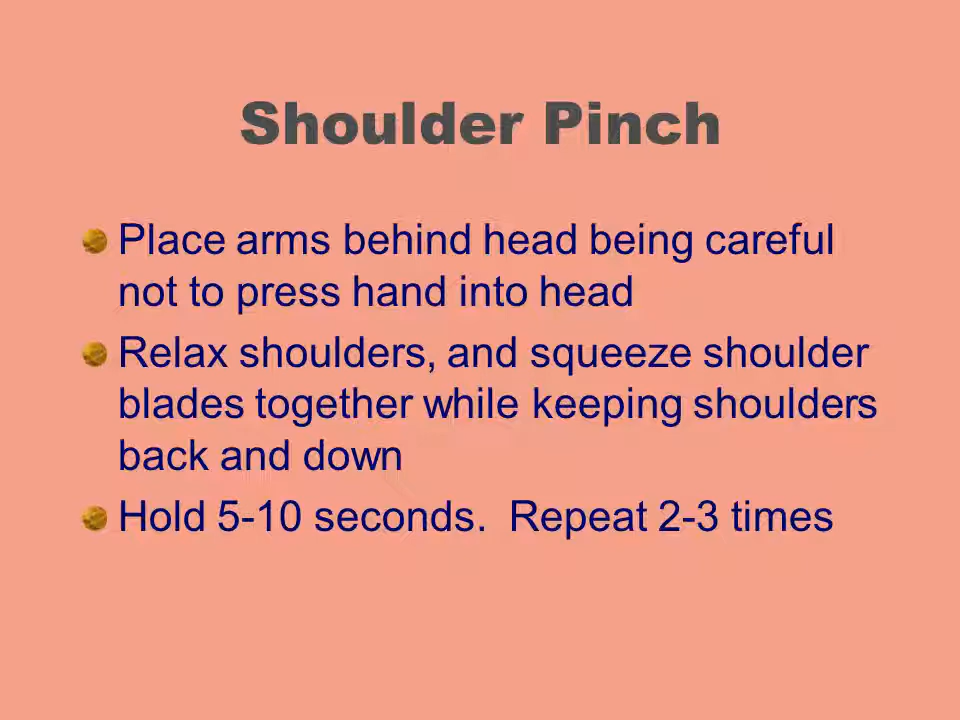 Shoulder Pinch
Place arms behind head being careful
not to press hand into head
Relax shoulders, and squeeze shoulder
blades together while keeping shoulders
back and down
Hold 5-10 seconds.  Repeat 2-3 times